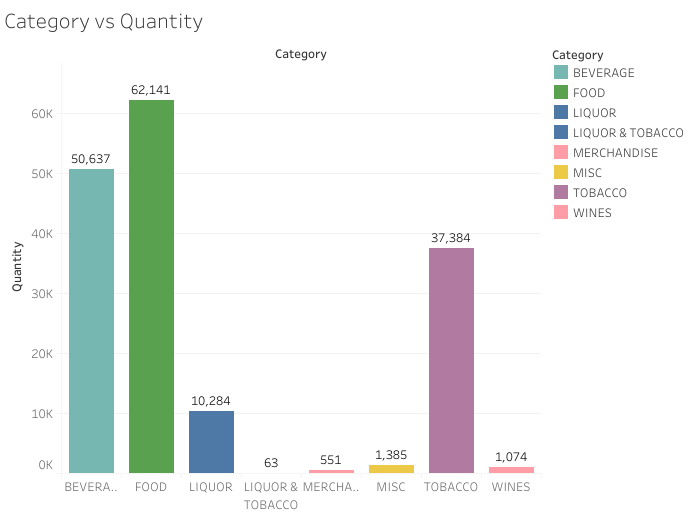 Category vs Quantity
Category
Category
BEVERAGE
FOOD
LIQUOR
LIQUOR & TOBACCO
MERCHANDISE
MISC
TOBACCO
WINES
Quantity
60K
50K
40K
30K
20K
10K
0K
50,637
62,141
10,284
63
551
1,385
37,384
1,074
BEVERA..
FOOD
LIQUOR
LIQUOR &
TOBACCO
MERCHA..
MISC
TOBACCO
WINES